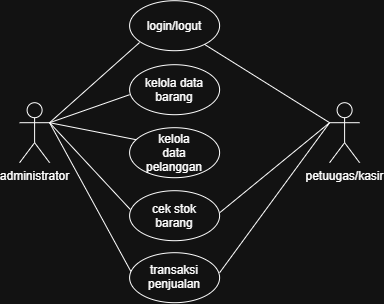 login/logut
kelola data
barang
kelola
data
pelanggan
administrator
petuugas/kasir
cek stok
barang
transaksi
penjualan